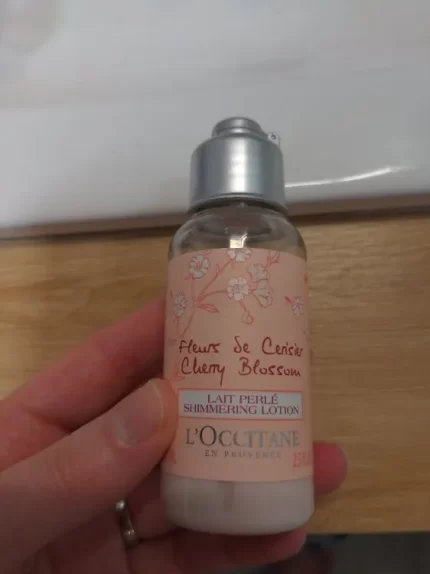 Fleurs de Cerisier
Cherry Blossom
LAIT PERLÉ
SHIMMERING LOTION
L'OCCITANE
EN PROVENCE